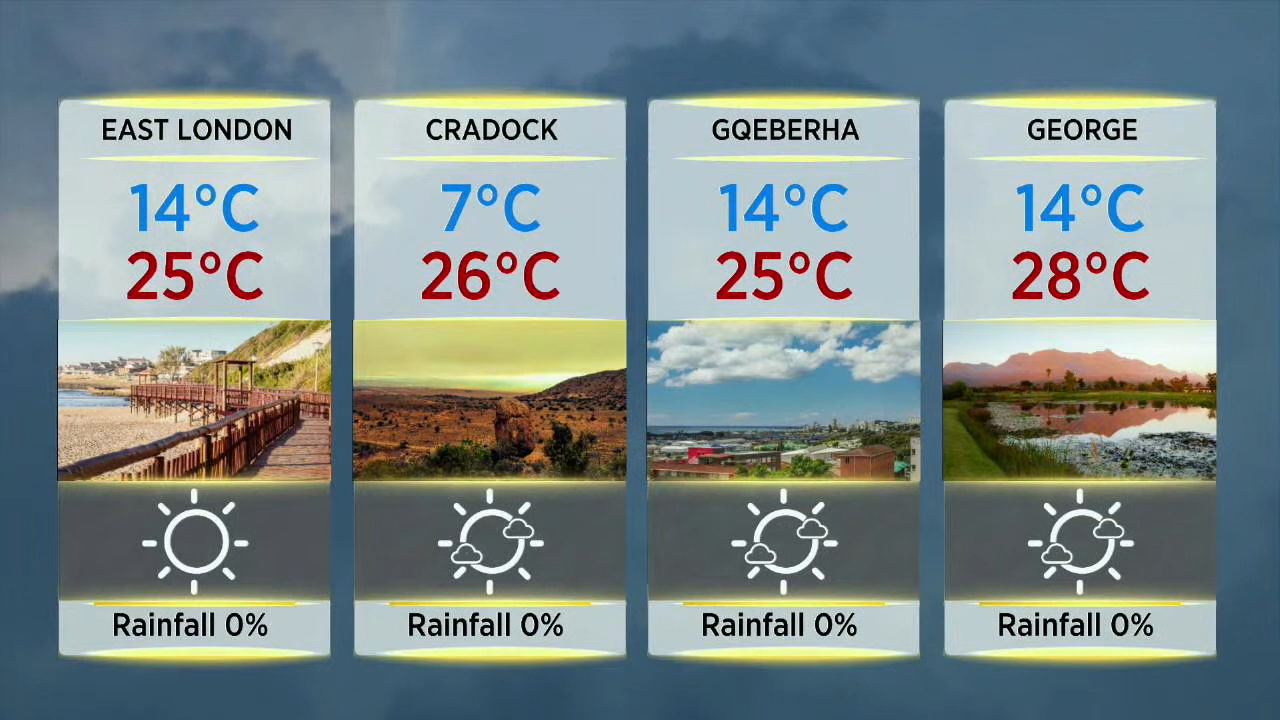 EAST LONDON
14°C
25°C
Rainfall 0%
CRADOCK
7°C
26°C
Rainfall 0%
GQEBERHA
14°C
25°C
Rainfall 0%
GEORGE
14°C
28°C
Rainfall 0%